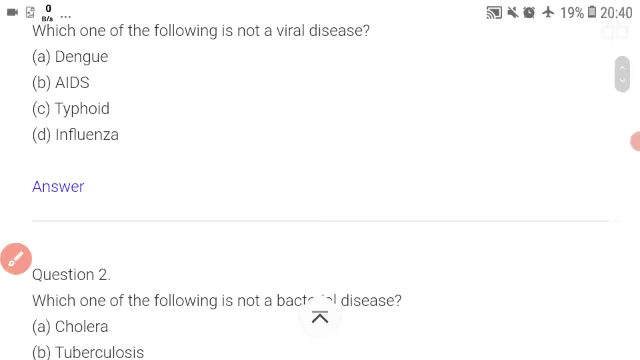 0
B/s ...
19% 20:40
Which one of the following is not a viral disease?
(a) Dengue
(b) AIDS
(c) Typhoid
(d) Influenza
Answer
Question 2.
Which one of the following is not a bacterial disease?
(a) Cholera
(b) Tuberculosis